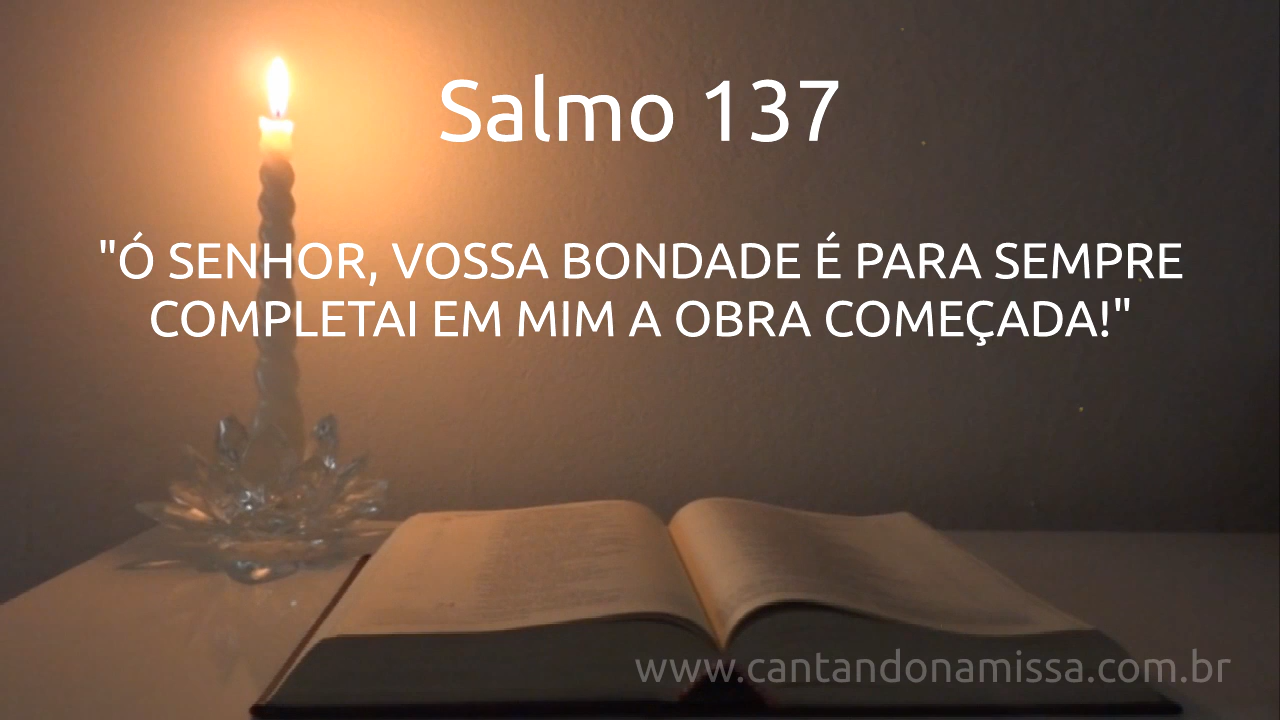 Salmo 137
"Ó SENHOR, VOSSA BONDADE É PARA SEMPRE
COMPLETAI EM MIM A OBRA COMEÇADA!"
www.cantandonamissa.com.br